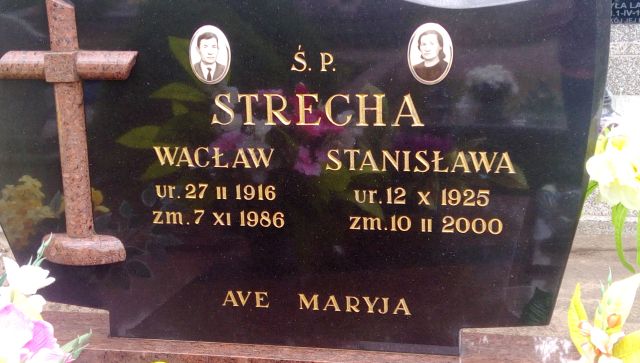 Ś. P.
STRECHA
WACŁAW STANISŁAWA
ur. 27 II 1916 ur. 12 X 1925
zm. 7 XI 1986 zm. 10 II 2000
AVE MARYJA